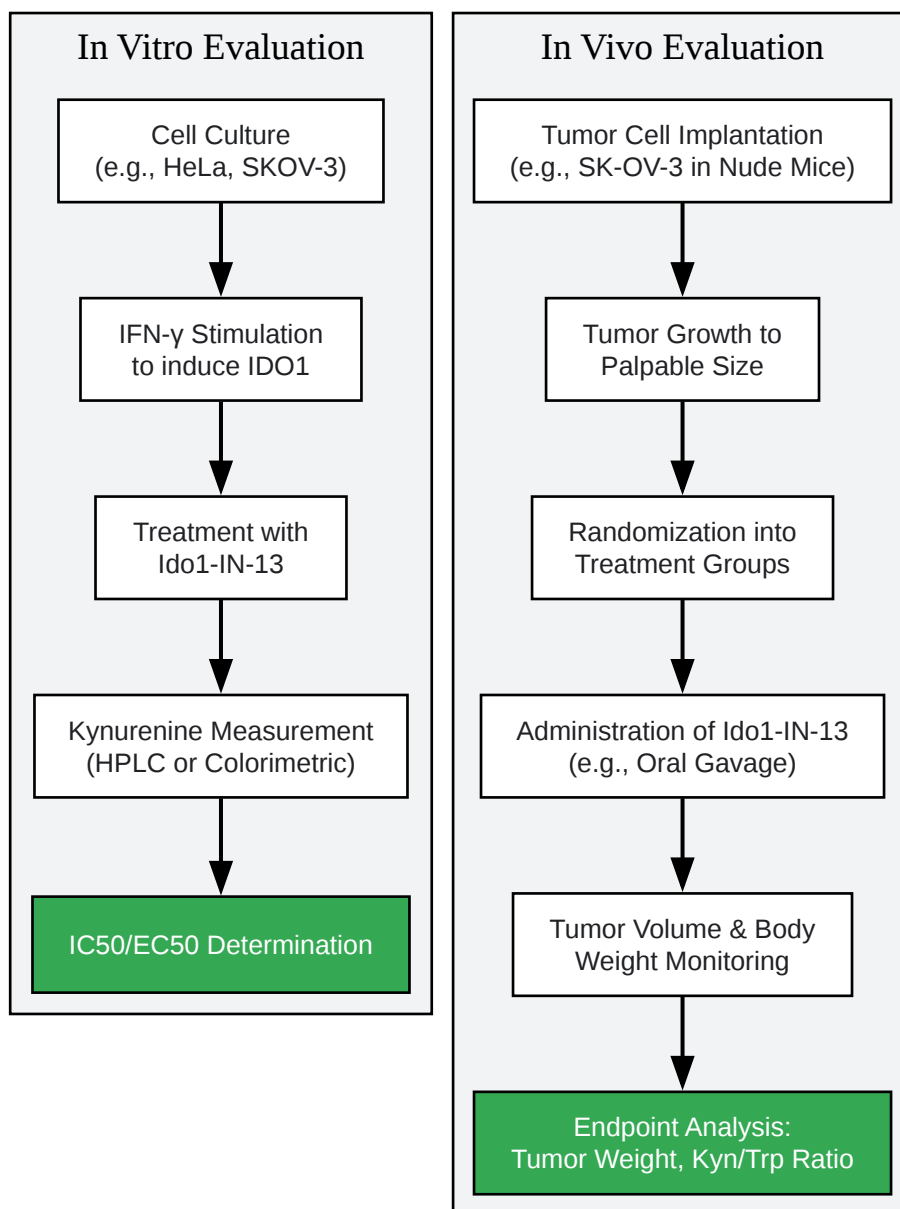 In Vitro Evaluation
Cell Culture
(e.g., HeLa, SKOV-3)
IFN-γ Stimulation
to induce IDO1
Treatment with
Ido1-IN-13
Kynurenine Measurement
(HPLC or Colorimetric)
IC50/EC50 Determination
In Vivo Evaluation
Tumor Cell Implantation
(e.g., SK-OV-3 in Nude Mice)
Tumor Growth to
Palpable Size
Randomization into
Treatment Groups
Administration of Ido1-IN-13
(e.g., Oral Gavage)
Tumor Volume & Body
Weight Monitoring
Endpoint Analysis:
Tumor Weight, Kyn/Trp Ratio